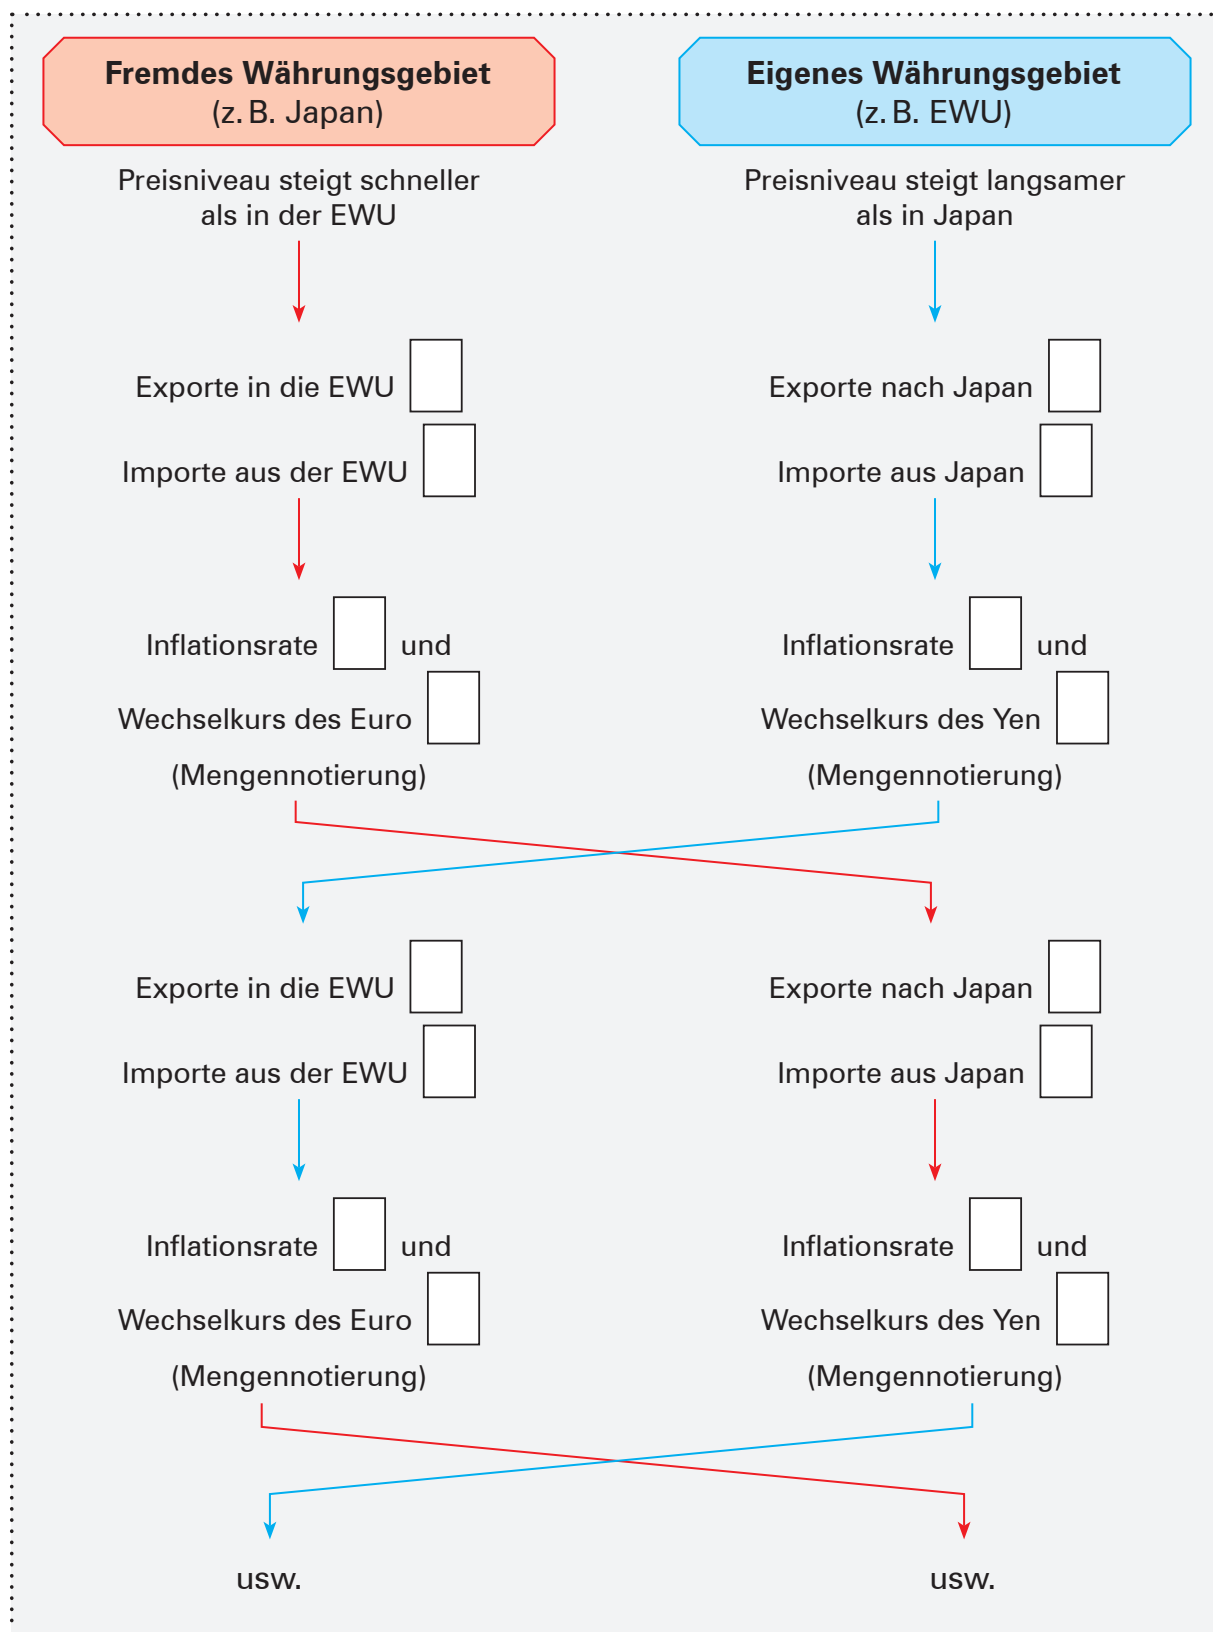 Fremdes Währungsgebiet
(z. B. Japan)
Preisniveau steigt schneller
als in der EWU
Exporte in die EWU
Importe aus der EWU
Inflationsrate und
Wechselkurs des Euro
(Mengennotierung)
Exporte in die EWU
Importe aus der EWU
Inflationsrate und
Wechselkurs des Euro
(Mengennotierung)
usw.
Eigenes Währungsgebiet
(z. B. EWU)
Preisniveau steigt langsamer
als in Japan
Exporte nach Japan
Importe aus Japan
Inflationsrate und
Wechselkurs des Yen
(Mengennotierung)
Exporte nach Japan
Importe aus Japan
Inflationsrate und
Wechselkurs des Yen
(Mengennotierung)
usw.